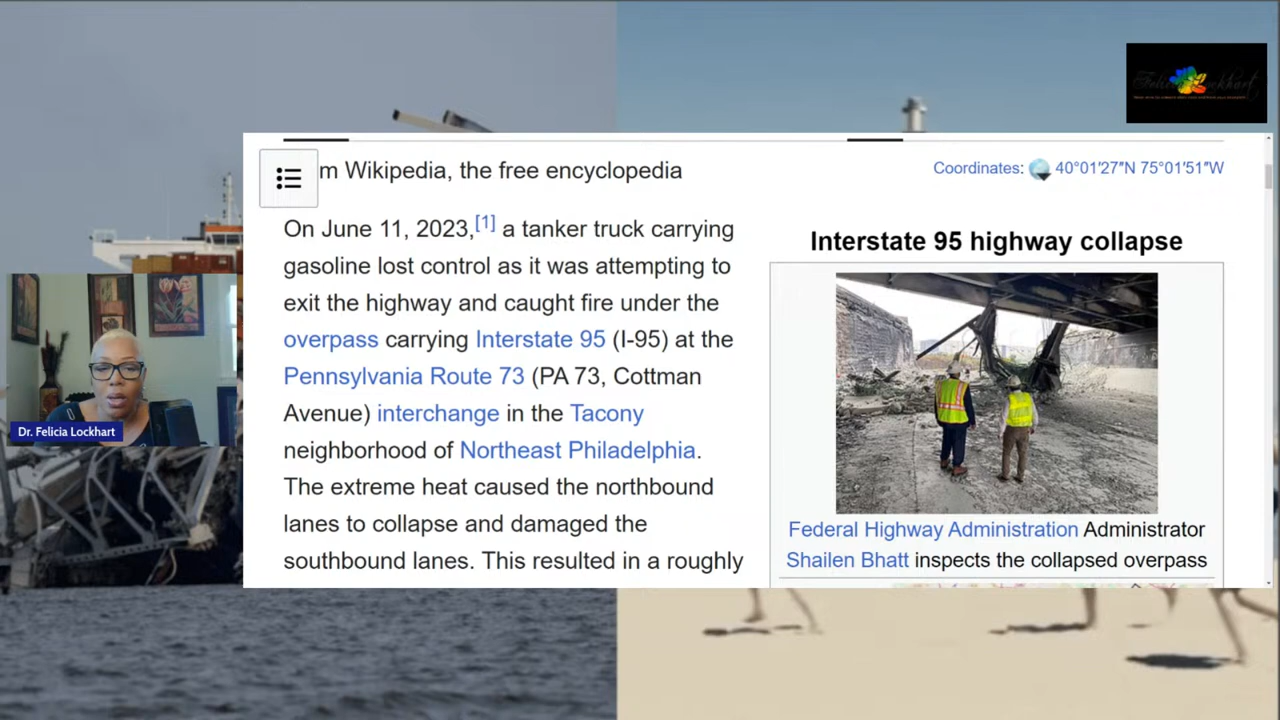 Felicia Lockhart
m Wikipedia, the free encyclopedia
Coordinates: 40°01′27″N 75°01′51″W
On June 11, 2023,[1] a tanker truck carrying
gasoline lost control as it was attempting to
exit the highway and caught fire under the
overpass carrying Interstate 95 (I-95) at the
Pennsylvania Route 73 (PA 73, Cottman
Avenue) interchange in the Tacony
neighborhood of Northeast Philadelphia.
The extreme heat caused the northbound
lanes to collapse and damaged the
southbound lanes. This resulted in a roughly
Interstate 95 highway collapse
Federal Highway Administration Administrator
Shailen Bhatt inspects the collapsed overpass
Dr. Felicia Lockhart